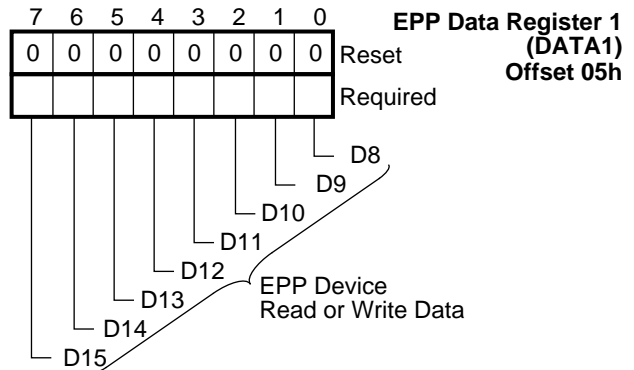 7 6 5 4 3 2 1 0
EPP Data Register 1
(DATA1)
Offset 05h
0 0 0 0 0 0 0 0 Reset
Required
D8
D9
D10
D11
D12
D13
D14
D15
EPP Device
Read or Write Data